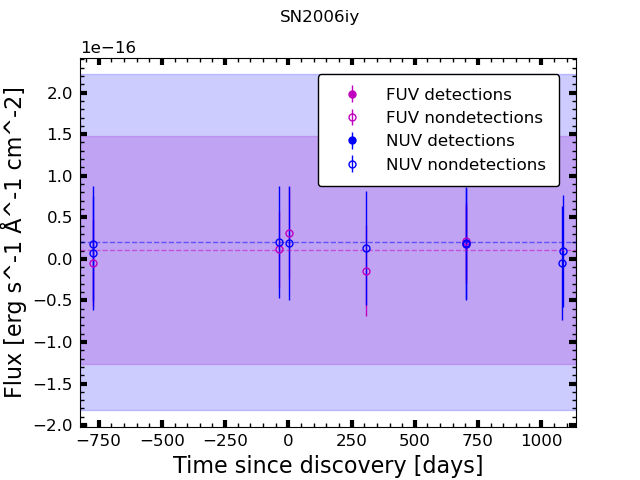 SN2006iy
1e−16
FUV detections
FUV nondetections
NUV detections
NUV nondetections
2.0
1.5
1.0
0.5
0.0
−0.5
−1.0
−1.5
−2.0
Flux [erg s^-1 Å^-1 cm^-2]
−750 −500 −250 0 250 500 750 1000
Time since discovery [days]